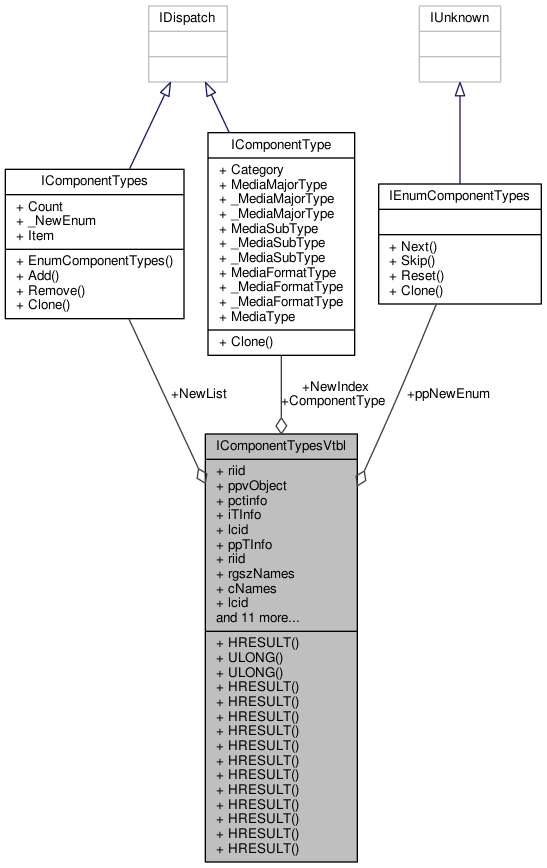 IDispatch
IUnknown
IComponentTypes
+ Count
+ _NewEnum
+ Item
+ EnumComponentTypes()
+ Add()
+ Remove()
+ Clone()
IComponentType
+ Category
+ MediaMajorType
+ _MediaMajorType
+ _MediaMajorType
+ MediaSubType
+ _MediaSubType
+ _MediaSubType
+ MediaFormatType
+ _MediaFormatType
+ _MediaFormatType
+ MediaType
+ Clone()
IEnumComponentTypes
+ Next()
+ Skip()
+ Reset()
+ Clone()
+NewList
+NewIndex
+ComponentType
+ppNewEnum
IComponentTypesVtbl
+ riid
+ ppvObject
+ pctinfo
+ iTInfo
+ lcid
+ ppTInfo
+ riid
+ rgszNames
+ cNames
+ lcid
and 11 more...
+ HRESULT()
+ ULONG()
+ ULONG()
+ HRESULT()
+ HRESULT()
+ HRESULT()
+ HRESULT()
+ HRESULT()
+ HRESULT()
+ HRESULT()
+ HRESULT()
+ HRESULT()
+ HRESULT()
+ HRESULT()
+ HRESULT()